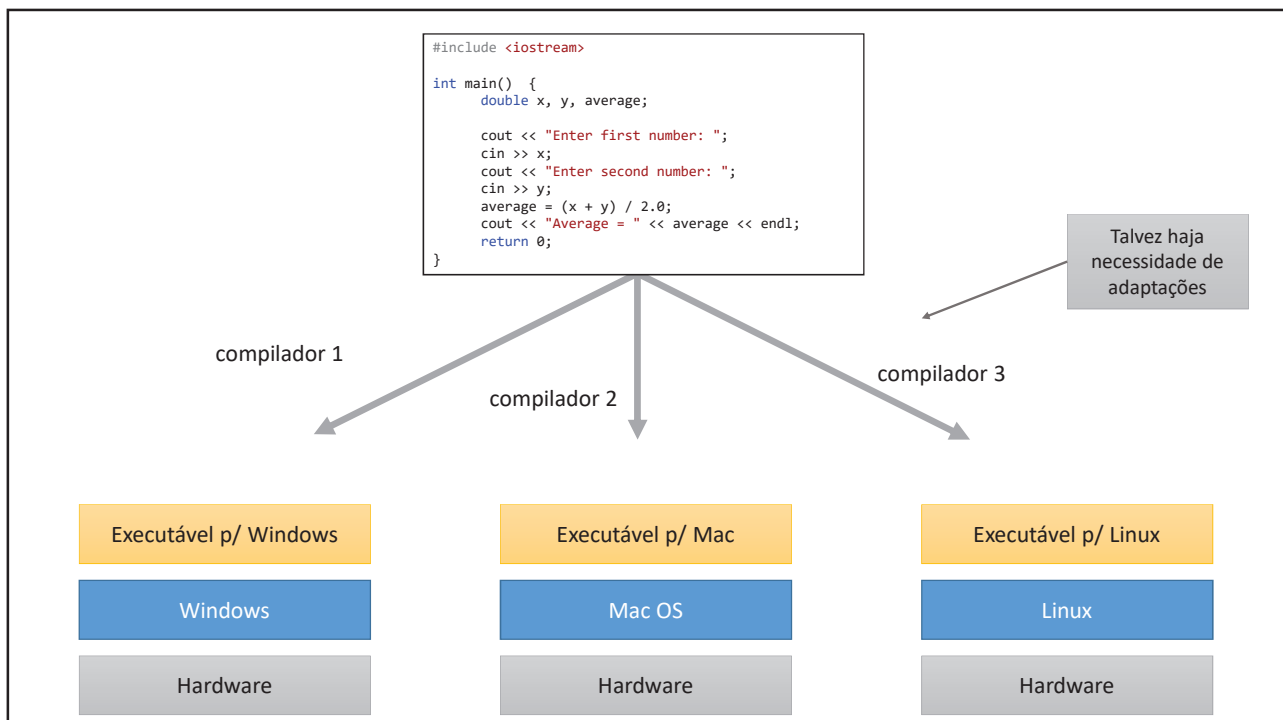 #include <iostream>
int main()  {
double x, y, average;
cout << "Enter first number: ";
cin >> x;
cout << "Enter second number: ";
cin >> y;
average = (x + y) / 2.0;
cout << "Average = " << average << endl;
return 0;
}
Talvez haja
necessidade de
adaptações
compilador 1
compilador 2
compilador 3
Executável p/ Windows
Executável p/ Mac
Executável p/ Linux
Windows
Mac OS
Linux
Hardware
Hardware
Hardware